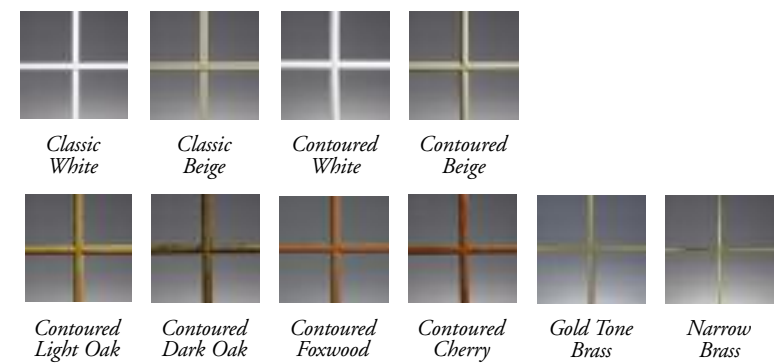 Classic
White
Classic
Beige
Contoured
White
Contoured
Beige
Contoured
Light Oak
Contoured
Dark Oak
Contoured
Foxwood
Contoured
Cherry
Gold Tone
Brass
Narrow
Brass